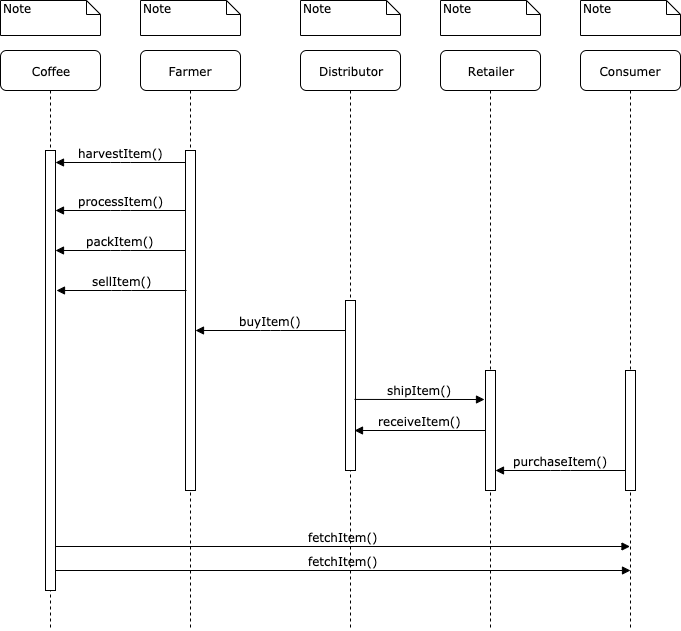 Note
Note
Note
Note
Note
Coffee
Farmer
Distributor
Retailer
Consumer
harvestItem()
processItem()
packItem()
sellItem()
buyItem()
shipItem()
receiveItem()
purchaseItem()
fetchItem()
fetchItem()